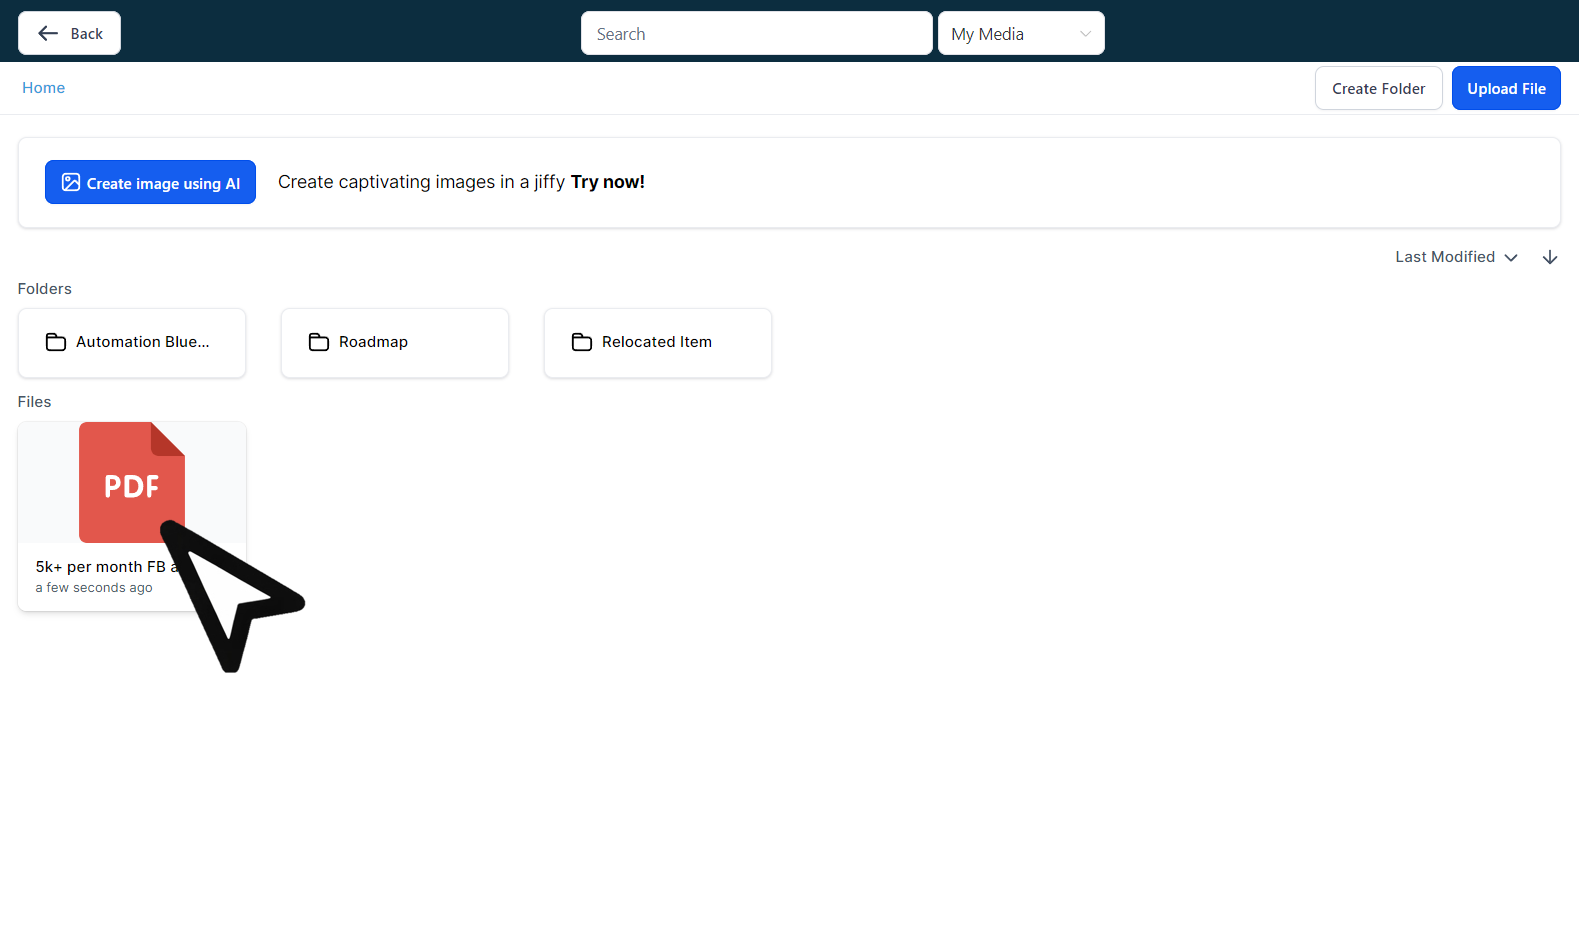 Back
Search
My Media
Home
Create Folder
Upload File
Create image using AI
Create captivating images in a jiffy Try now!
Last Modified
Folders
Automation Blue...
Roadmap
Relocated Item
Files
PDF
5k+ per month FB a
a few seconds ago